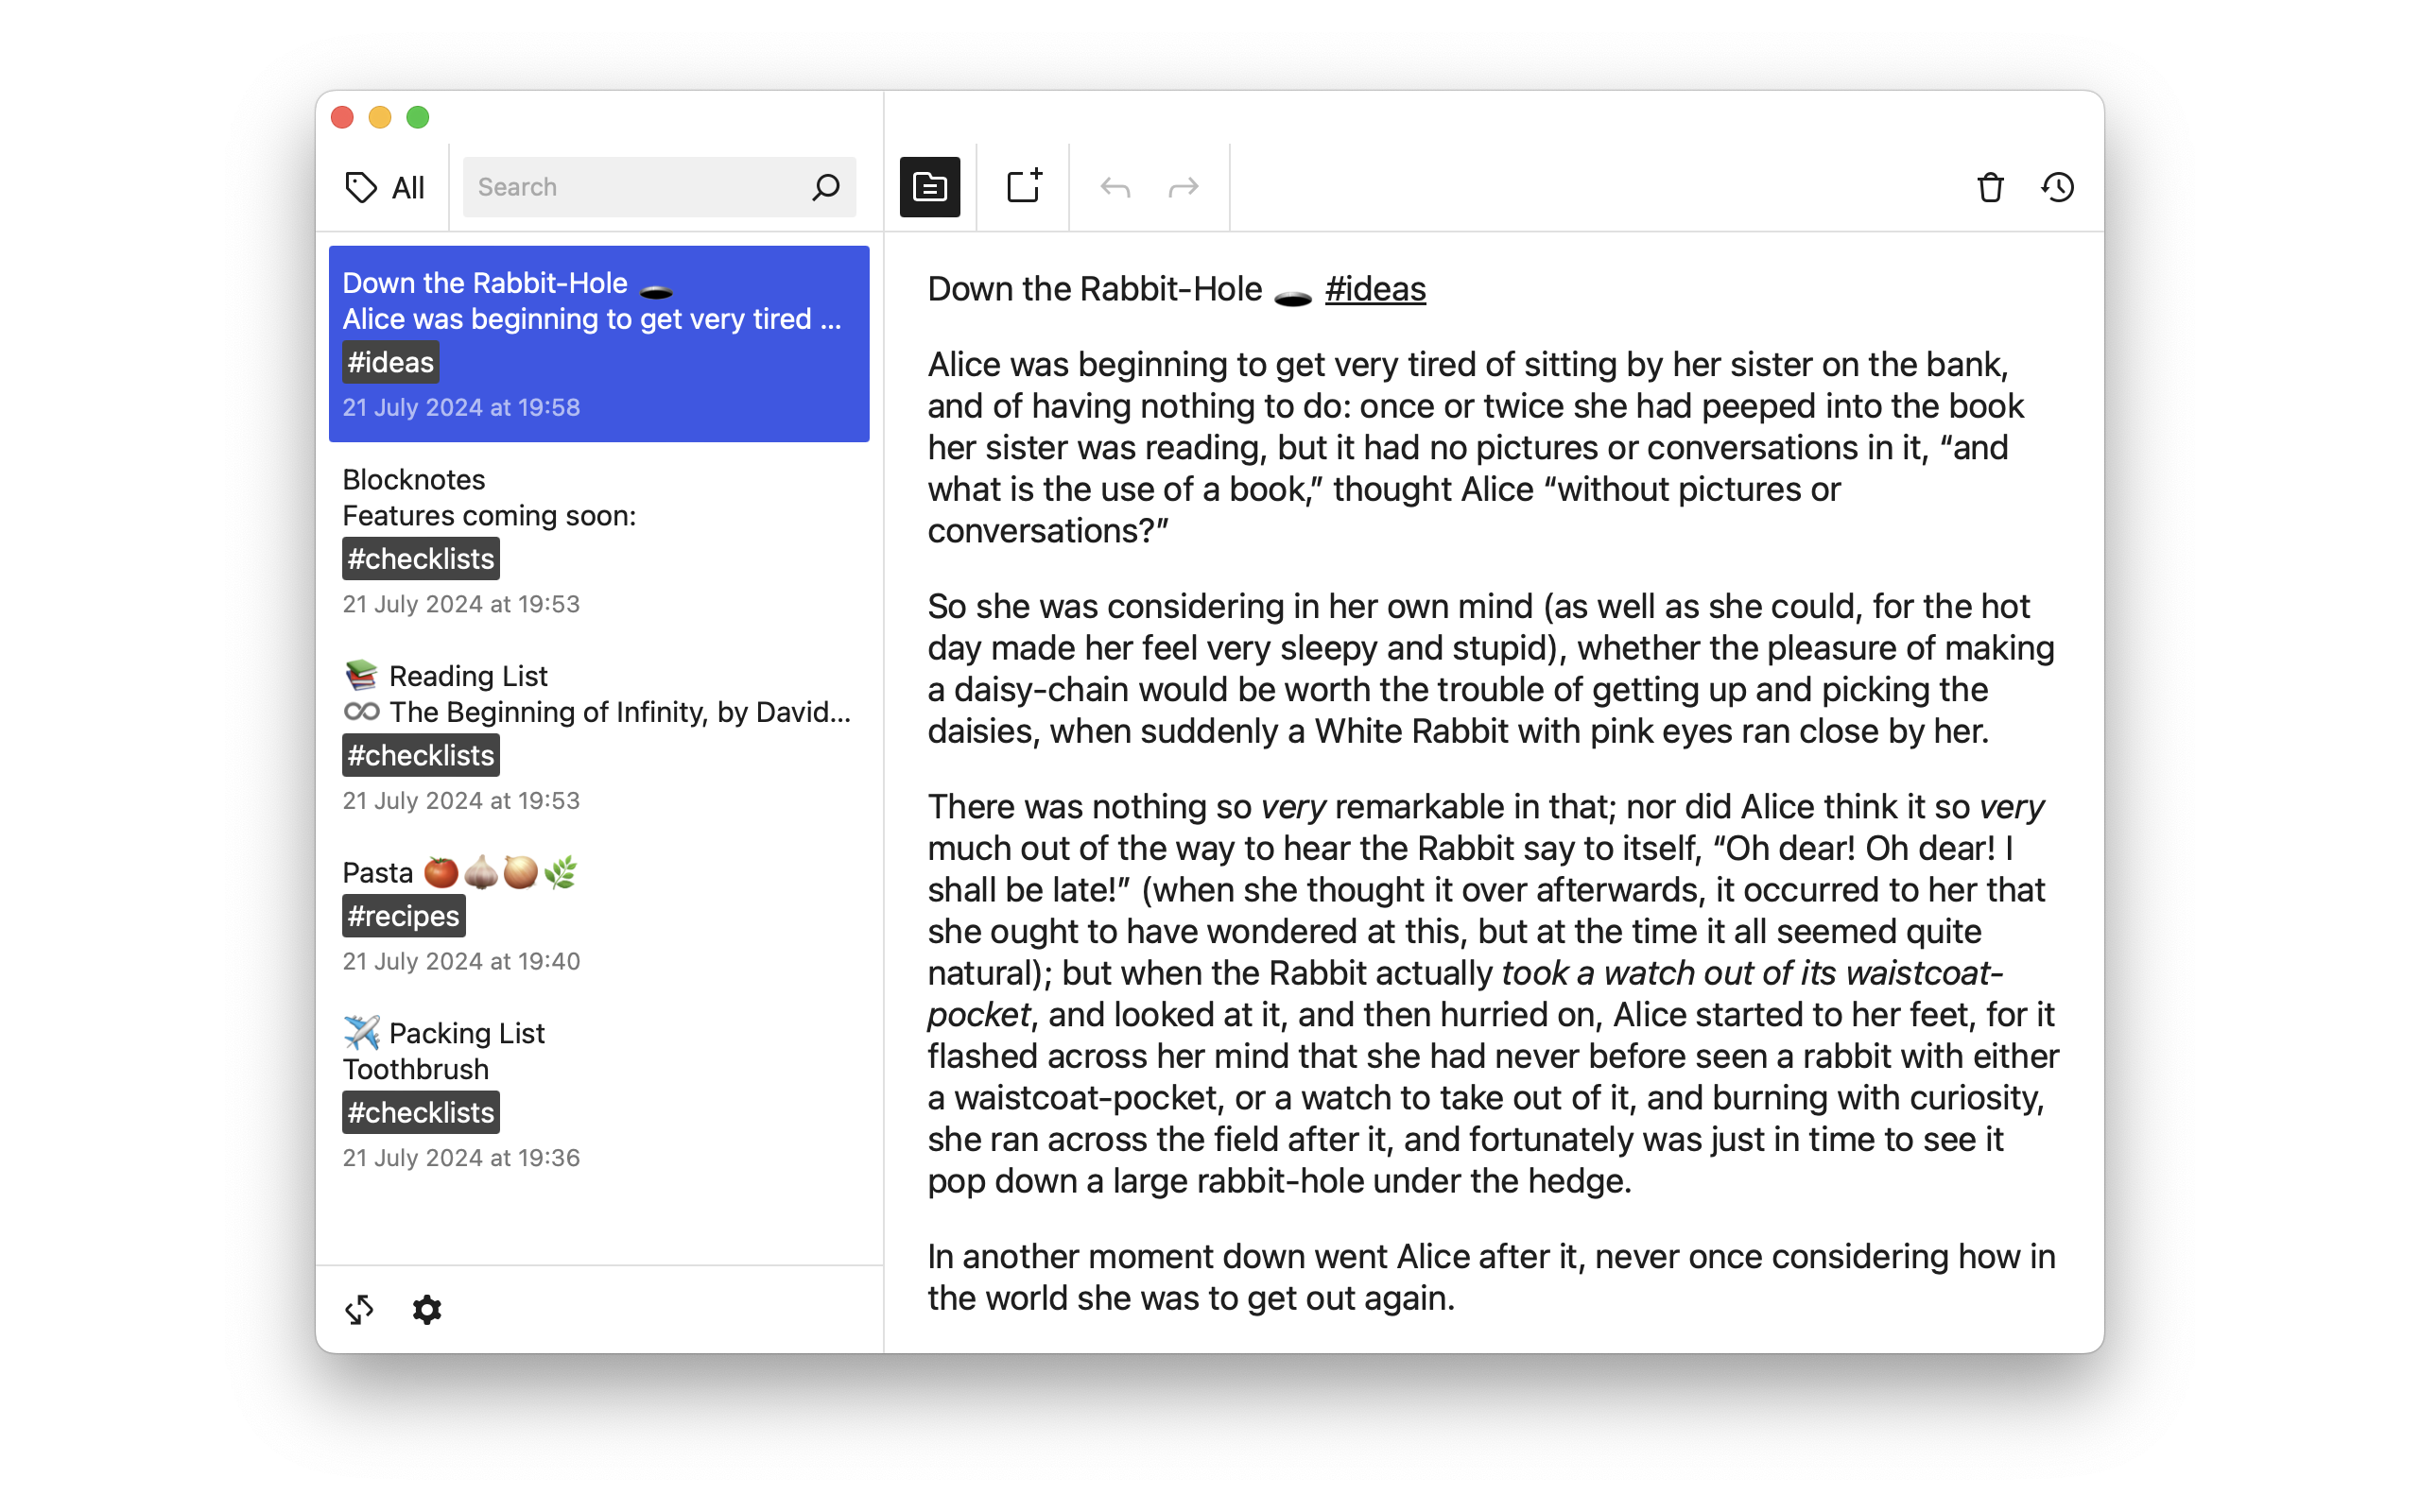 All
Search
Down the Rabbit-Hole 🕳️
Alice was beginning to get very tired ...
#ideas
21 July 2024 at 19:58
Blocknotes
Features coming soon:
#checklists
21 July 2024 at 19:53
📚 Reading List
♾️ The Beginning of Infinity, by David...
#checklists
21 July 2024 at 19:53
Pasta 🍅🧄🧅🌿
#recipes
21 July 2024 at 19:40
✈️ Packing List
Toothbrush
#checklists
21 July 2024 at 19:36
Down the Rabbit-Hole 🕳️ #ideas
Alice was beginning to get very tired of sitting by her sister on the bank,
and of having nothing to do: once or twice she had peeped into the book
her sister was reading, but it had no pictures or conversations in it, “and
what is the use of a book,” thought Alice “without pictures or
conversations?”
So she was considering in her own mind (as well as she could, for the hot
day made her feel very sleepy and stupid), whether the pleasure of making
a daisy-chain would be worth the trouble of getting up and picking the
daisies, when suddenly a White Rabbit with pink eyes ran close by her.
There was nothing so very remarkable in that; nor did Alice think it so very
much out of the way to hear the Rabbit say to itself, “Oh dear! Oh dear! I
shall be late!” (when she thought it over afterwards, it occurred to her that
she ought to have wondered at this, but at the time it all seemed quite
natural); but when the Rabbit actually took a watch out of its waistcoat-
pocket, and looked at it, and then hurried on, Alice started to her feet, for it
flashed across her mind that she had never before seen a rabbit with either
a waistcoat-pocket, or a watch to take out of it, and burning with curiosity,
she ran across the field after it, and fortunately was just in time to see it
pop down a large rabbit-hole under the hedge.
In another moment down went Alice after it, never once considering how in
the world she was to get out again.